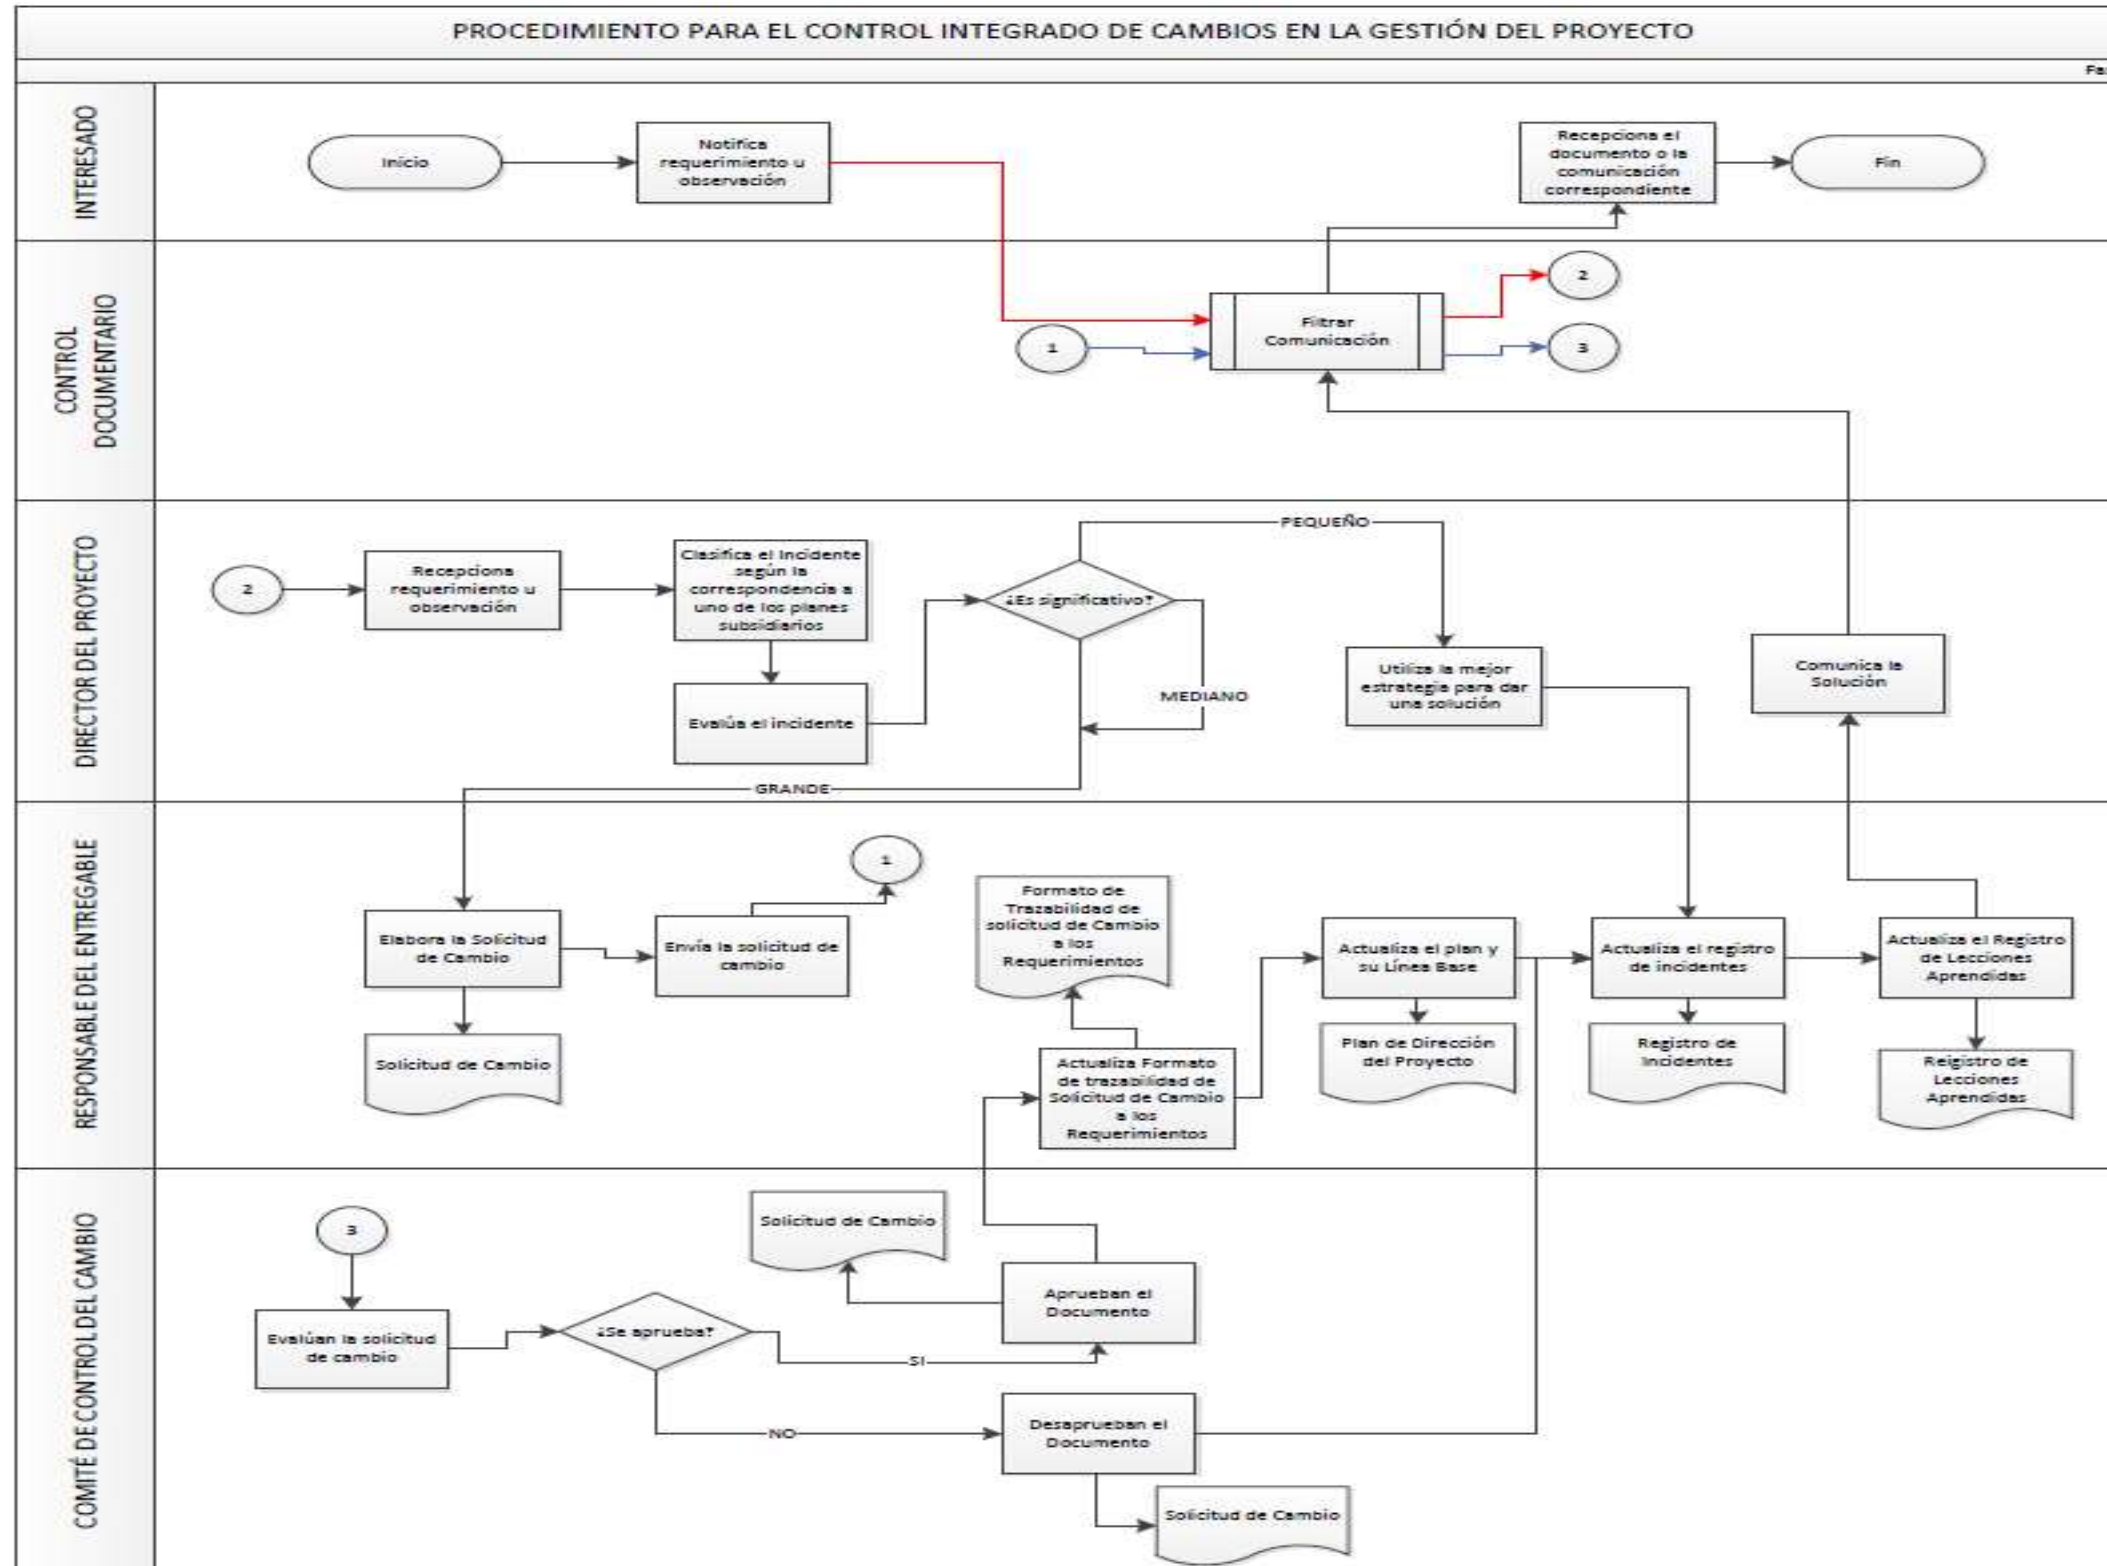 PROCEDIMIENTO PARA EL CONTROL INTEGRADO DE CAMBIOS EN LA GESTIÓN DEL PROYECTO
INTERESADO
Inicio
Notifica
requerimiento u
observación
Recepciona el
documento o la
comunicación
correspondiente
Fin
CONTROL
DOCUMENTARIO
1
Filtrar
Comunicación
2
3
DIRECTOR DEL PROYECTO
2
Recepciona
requerimiento u
observación
Clasifica el Incidente
según la
correspondencia a
uno de los planes
subsidiarios
Evalúa el incidente
¿Es significativo?
PEQUEÑO
MEDIANO
GRANDE
Utiliza la mejor
estrategia para dar
una solución
Comunica la
Solución
RESPONSABLE DEL ENTREGABLE
Elabora la Solicitud
de Cambio
Solicitud de Cambio
Envía la solicitud de
cambio
1
Formato de
Trazabilidad de
solicitud de Cambio
a los
Requerimientos
Actualiza Formato
de trazabilidad de
Solicitud de Cambio
a los
Requerimientos
Actualiza el plan y
su Línea Base
Plan de Dirección
del Proyecto
Actualiza el registro
de incidentes
Registro de
Incidentes
Actualiza el Registro
de Lecciones
Aprendidas
Reigistro de
Lecciones
Aprendidas
COMITÉ DE CONTROL DEL CAMBIO
3
Evalúan la solicitud
de cambio
¿Se aprueba?
SI
NO
Solicitud de Cambio
Aprueban el
Documento
Desaprueban el
Documento
Solicitud de Cambio